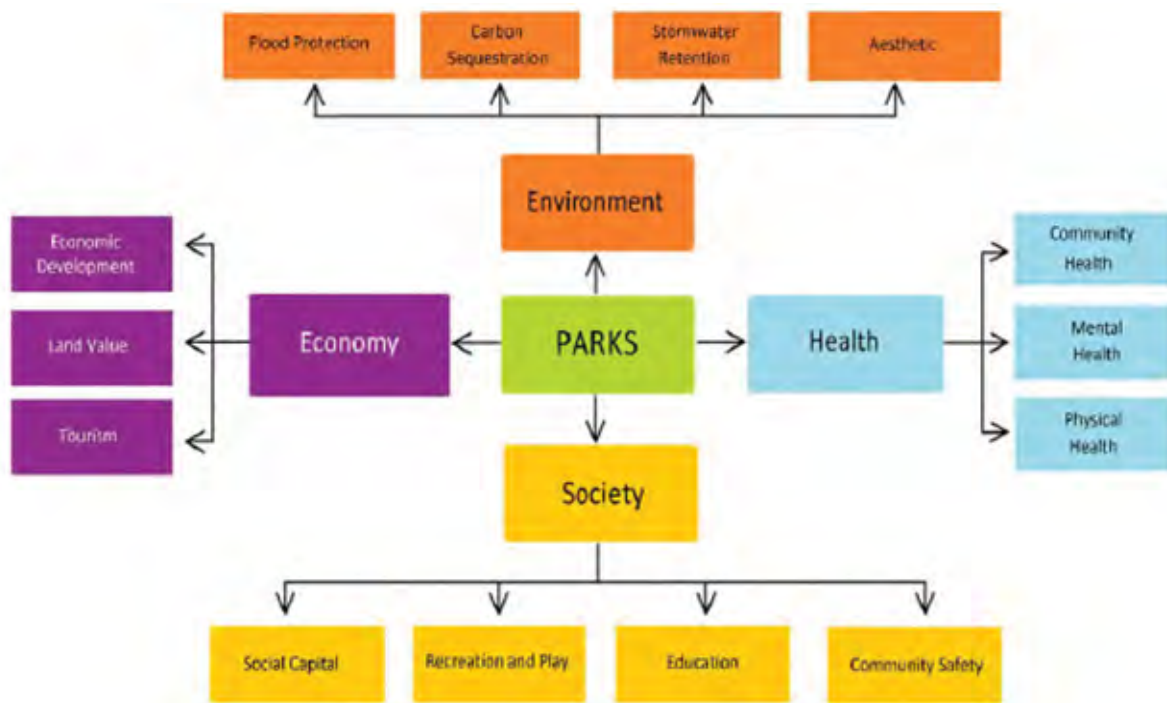 Flood Protection
Carbon
Sequestration
Stormwater
Retention
Aesthetic
Environment
Economic
Development
Land Value
Tourism
Economy
PARKS
Health
Community
Health
Mental
Health
Physical
Health
Society
Social Capital
Recreation and Play
Education
Community Safety